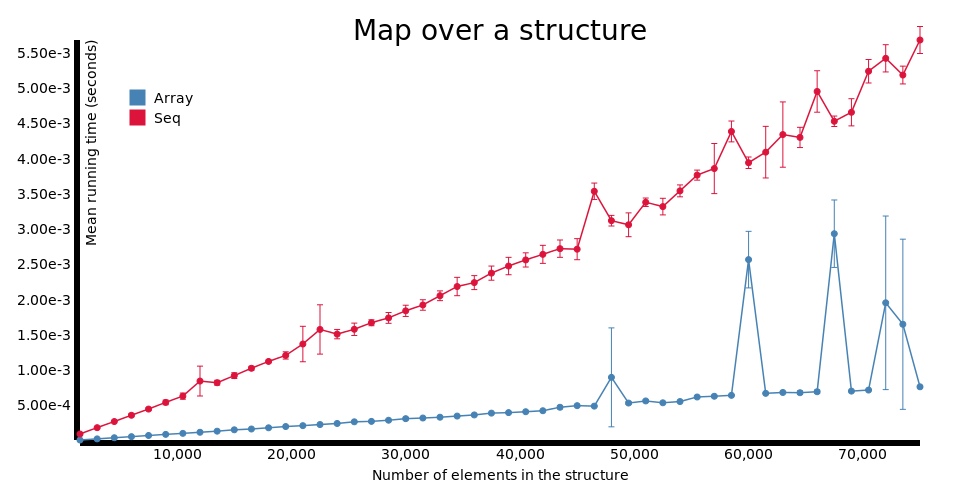 Map over a structure
5.50e-3
5.00e-3
4.50e-3
4.00e-3
3.50e-3
3.00e-3
2.50e-3
2.00e-3
1.50e-3
1.00e-3
5.00e-4
Mean running time (seconds)
Array
Seq
10,000 20,000 30,000 40,000 50,000 60,000 70,000
Number of elements in the structure